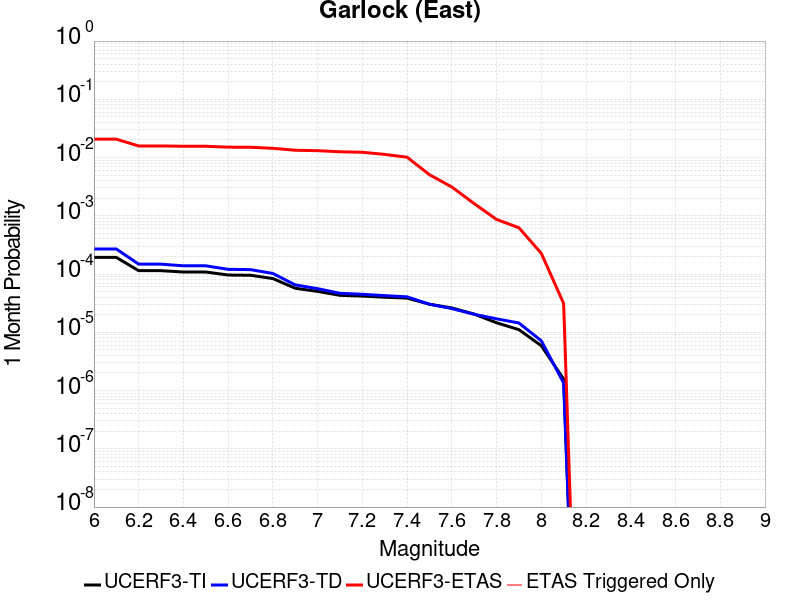 Garlock (East)
10^0
10^-1
10^-2
10^-3
10^-4
10^-5
10^-6
10^-7
10^-8
1 Month Probability
6 6.2 6.4 6.6 6.8 7 7.2 7.4 7.6 7.8 8 8.2 8.4 8.6 8.8 9
Magnitude
UCERF3-TI UCERF3-TD UCERF3-ETAS ETAS Triggered Only